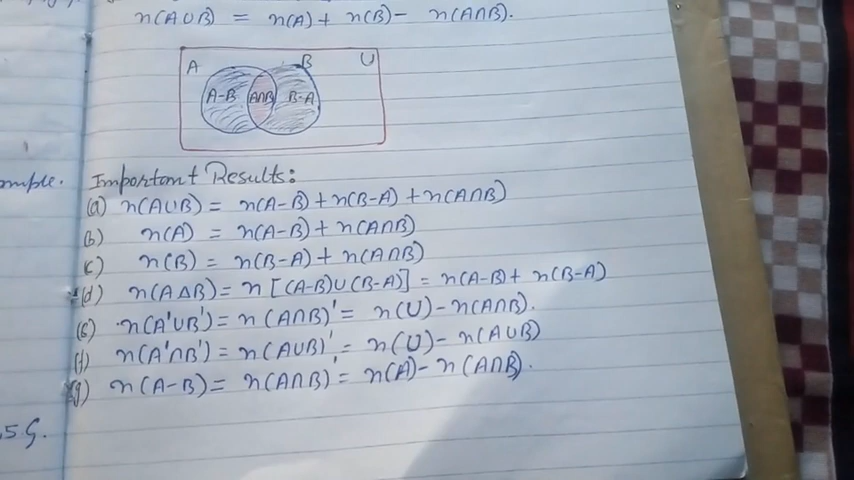 n(A∪B) = n(A) + n(B) - n(A∩B).
A B U
A-B A∩B B-A
Important Results:
(a) n(A∪B) = n(A-B) + n(B-A) + n(A∩B)
(b) n(A) = n(A-B) + n(A∩B)
(c) n(B) = n(B-A) + n(A∩B)
(d) n(A∆B) = n[(A-B)∪(B-A)] = n(A-B) + n(B-A)
(e) n(A'∪B') = n(A∩B)' = n(U) - n(A∩B).
(f) n(A'∩B') = n(A∪B)' = n(U) - n(A∪B)
(g) n(A-B) = n(A∩B') = n(A) - n(A∩B).